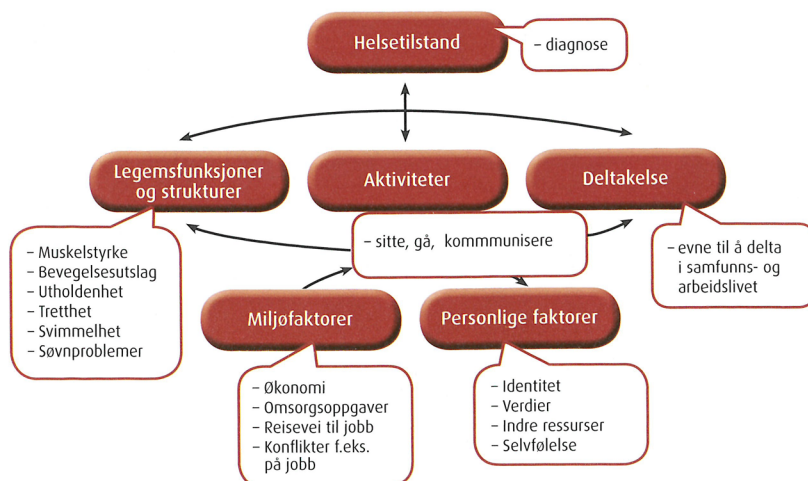 Helsetilstand
– diagnose
Legemsfunksjoner
og strukturer
Aktiviteter
Deltakelse
– Muskelstyrke
– Bevegelsesutslag
– Utholdenhet
– Tretthet
– Svimmelhet
– Søvnproblemer
– sitte, gå, kommmunisere
– evne til å delta
i samfunns- og
arbeidslivet
Miljøfaktorer
Personlige faktorer
– Økonomi
– Omsorgsoppgaver
– Reisevei til jobb
– Konflikter f.eks.
på jobb
– Identitet
– Verdier
– Indre ressurser
– Selvfølelse